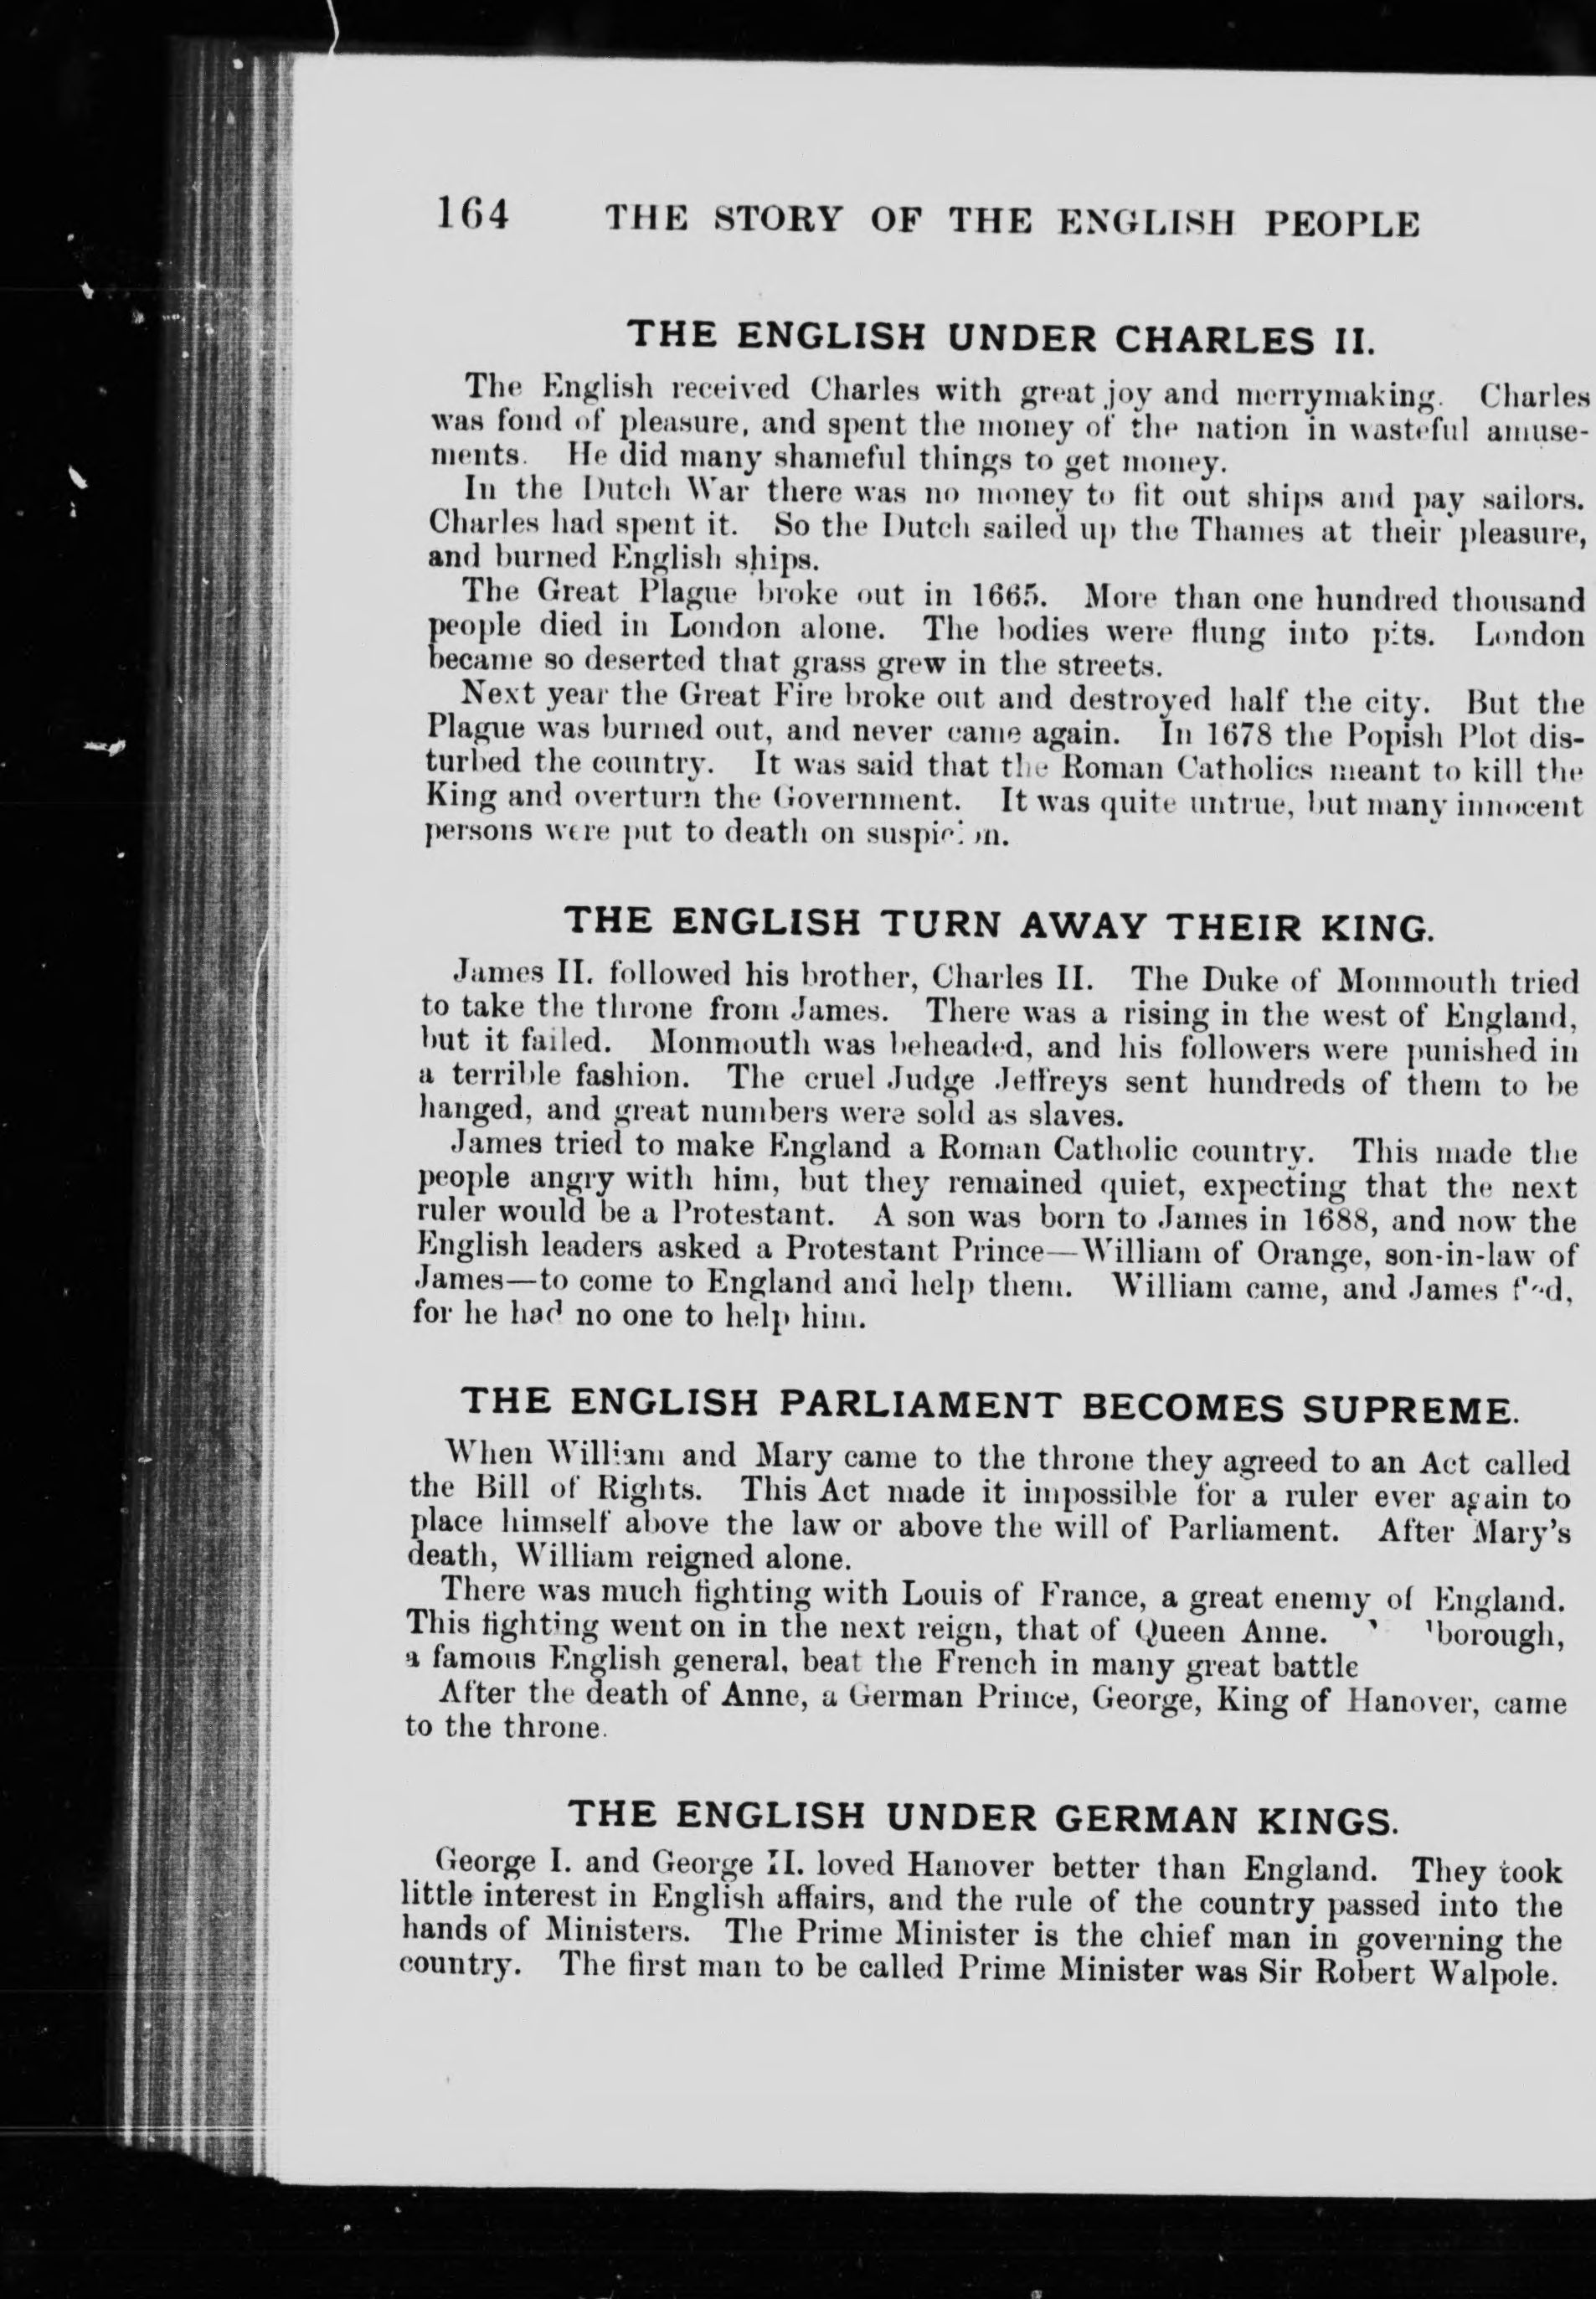 164 THE STORY OF THE ENGLISH PEOPLE
THE ENGLISH UNDER CHARLES II.
The English received Charles with great joy and merrymaking. Charles
was fond of pleasure, and spent the money of the nation in wasteful amuse-
ments. He did many shameful things to get money.
In the Dutch War there was no money to fit out ships and pay sailors.
Charles had spent it. So the Dutch sailed up the Thames at their pleasure,
and burned English ships.
The Great Plague broke out in 1665. More than one hundred thousand
people died in London alone. The bodies were flung into pits. London
became so deserted that grass grew in the streets.
Next year the Great Fire broke out and destroyed half the city. But the
Plague was burned out, and never came again. In 1678 the Popish Plot dis-
turbed the country. It was said that the Roman Catholics meant to kill the
King and overturn the Government. It was quite untrue, but many innocent
persons were put to death on suspicion.
THE ENGLISH TURN AWAY THEIR KING.
James II. followed his brother, Charles II. The Duke of Monmouth tried
to take the throne from James. There was a rising in the west of England,
but it failed. Monmouth was beheaded, and his followers were punished in
a terrible fashion. The cruel Judge Jeffreys sent hundreds of them to be
hanged, and great numbers were sold as slaves.
James tried to make England a Roman Catholic country. This made the
people angry with him, but they remained quiet, expecting that the next
ruler would be a Protestant. A son was born to James in 1688, and now the
English leaders asked a Protestant Prince—William of Orange, son-in-law of
James—to come to England and help them. William came, and James fled,
for he had no one to help him.
THE ENGLISH PARLIAMENT BECOMES SUPREME.
When William and Mary came to the throne they agreed to an Act called
the Bill of Rights. This Act made it impossible for a ruler ever again to
place himself above the law or above the will of Parliament. After Mary's
death, William reigned alone.
There was much fighting with Louis of France, a great enemy of England.
This fighting went on in the next reign, that of Queen Anne. borough,
a famous English general, beat the French in many great battle
After the death of Anne, a German Prince, George, King of Hanover, came
to the throne.
THE ENGLISH UNDER GERMAN KINGS.
George I. and George II. loved Hanover better than England. They took
little interest in English affairs, and the rule of the country passed into the
hands of Ministers. The Prime Minister is the chief man in governing the
country. The first man to be called Prime Minister was Sir Robert Walpole.